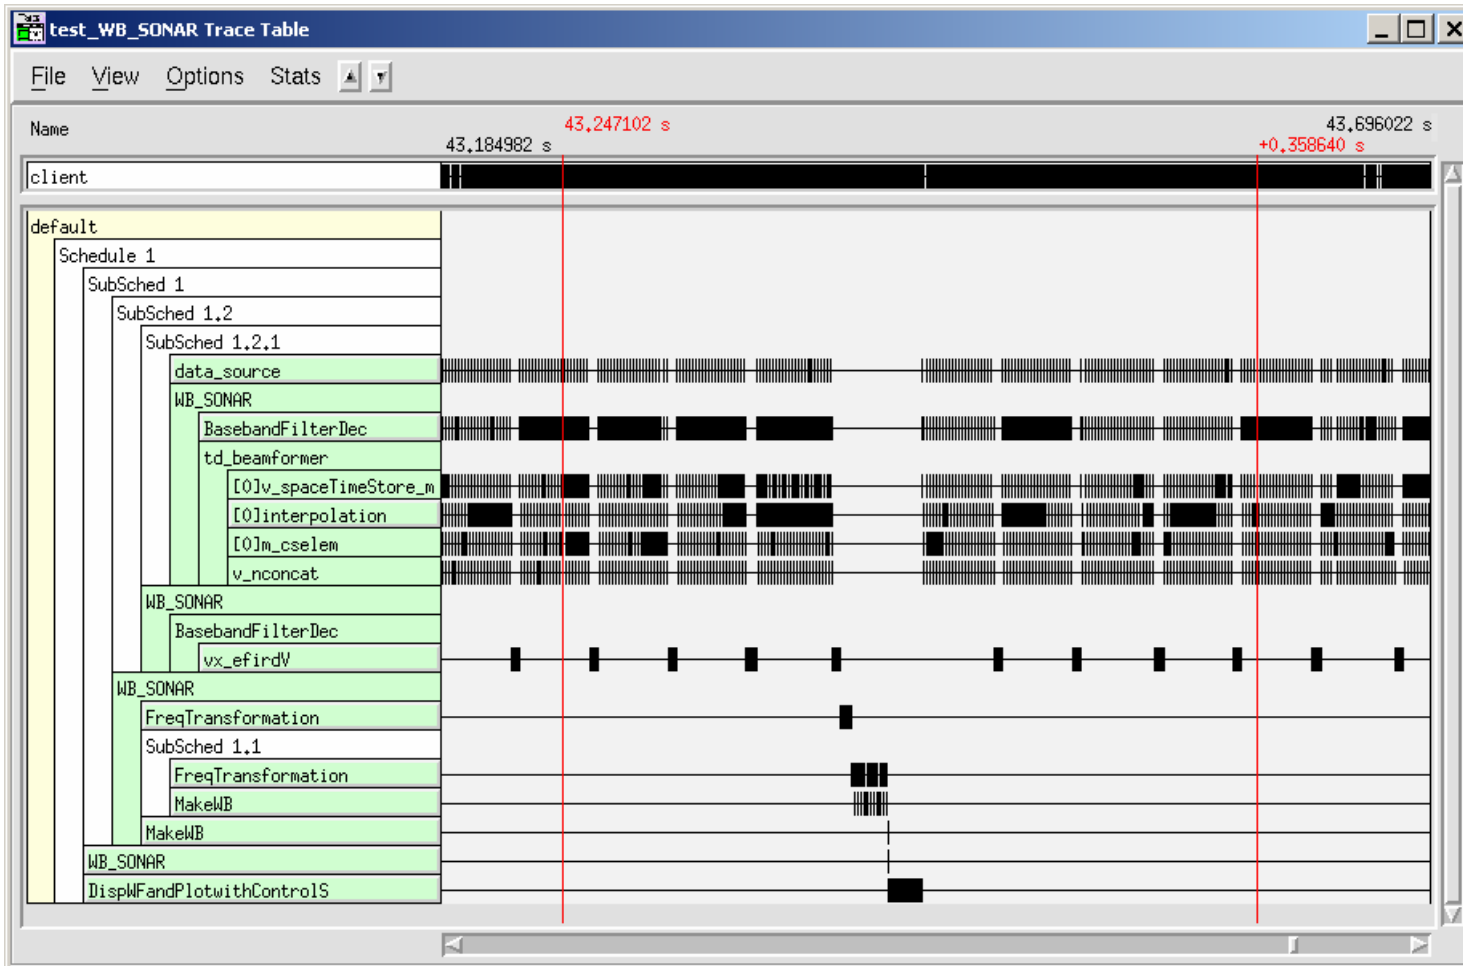 test_WB_SONAR Trace Table
File View Options Stats
Name
43.247102 s
43.696022 s
43.184982 s
+0.358640 s
client
default
Schedule 1
SubSched 1
SubSched 1.2
SubSched 1.2.1
data_source
WB_SONAR
BasebandFilterDec
td_beamformer
[0]v_spaceTimeStore_m
[0]interpolation
[0]m_cselem
v_nconcat
WB_SONAR
BasebandFilterDec
vx_efirdV
WB_SONAR
FreqTransformation
SubSched 1.1
FreqTransformation
MakeWB
MakeWB
WB_SONAR
DispWFandPlotwithControlS